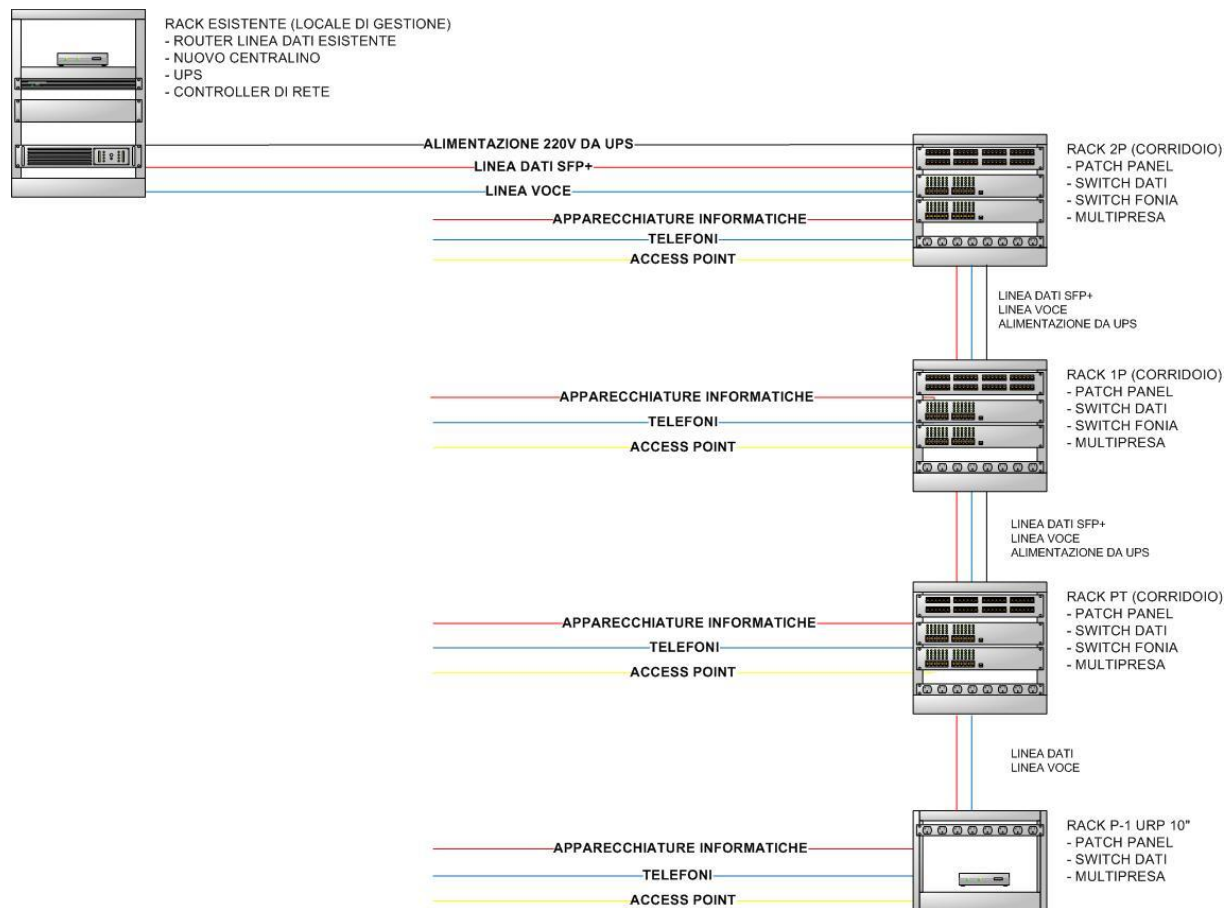 RACK ESISTENTE (LOCALE DI GESTIONE)
- ROUTER LINEA DATI ESISTENTE
- NUOVO CENTRALINO
- UPS
- CONTROLLER DI RETE
ALIMENTAZIONE 220V DA UPS
LINEA DATI SFP+
LINEA VOCE
APPARECCHIATURE INFORMATICHE
TELEFONI
ACCESS POINT
RACK 2P (CORRIDOIO)
- PATCH PANEL
- SWITCH DATI
- SWITCH FONIA
- MULTIPRESA
LINEA DATI SFP+
LINEA VOCE
ALIMENTAZIONE DA UPS
APPARECCHIATURE INFORMATICHE
TELEFONI
ACCESS POINT
RACK 1P (CORRIDOIO)
- PATCH PANEL
- SWITCH DATI
- SWITCH FONIA
- MULTIPRESA
LINEA DATI SFP+
LINEA VOCE
ALIMENTAZIONE DA UPS
APPARECCHIATURE INFORMATICHE
TELEFONI
ACCESS POINT
RACK PT (CORRIDOIO)
- PATCH PANEL
- SWITCH DATI
- SWITCH FONIA
- MULTIPRESA
LINEA DATI
LINEA VOCE
APPARECCHIATURE INFORMATICHE
TELEFONI
ACCESS POINT
RACK P-1 URP 10"
- PATCH PANEL
- SWITCH DATI
- MULTIPRESA